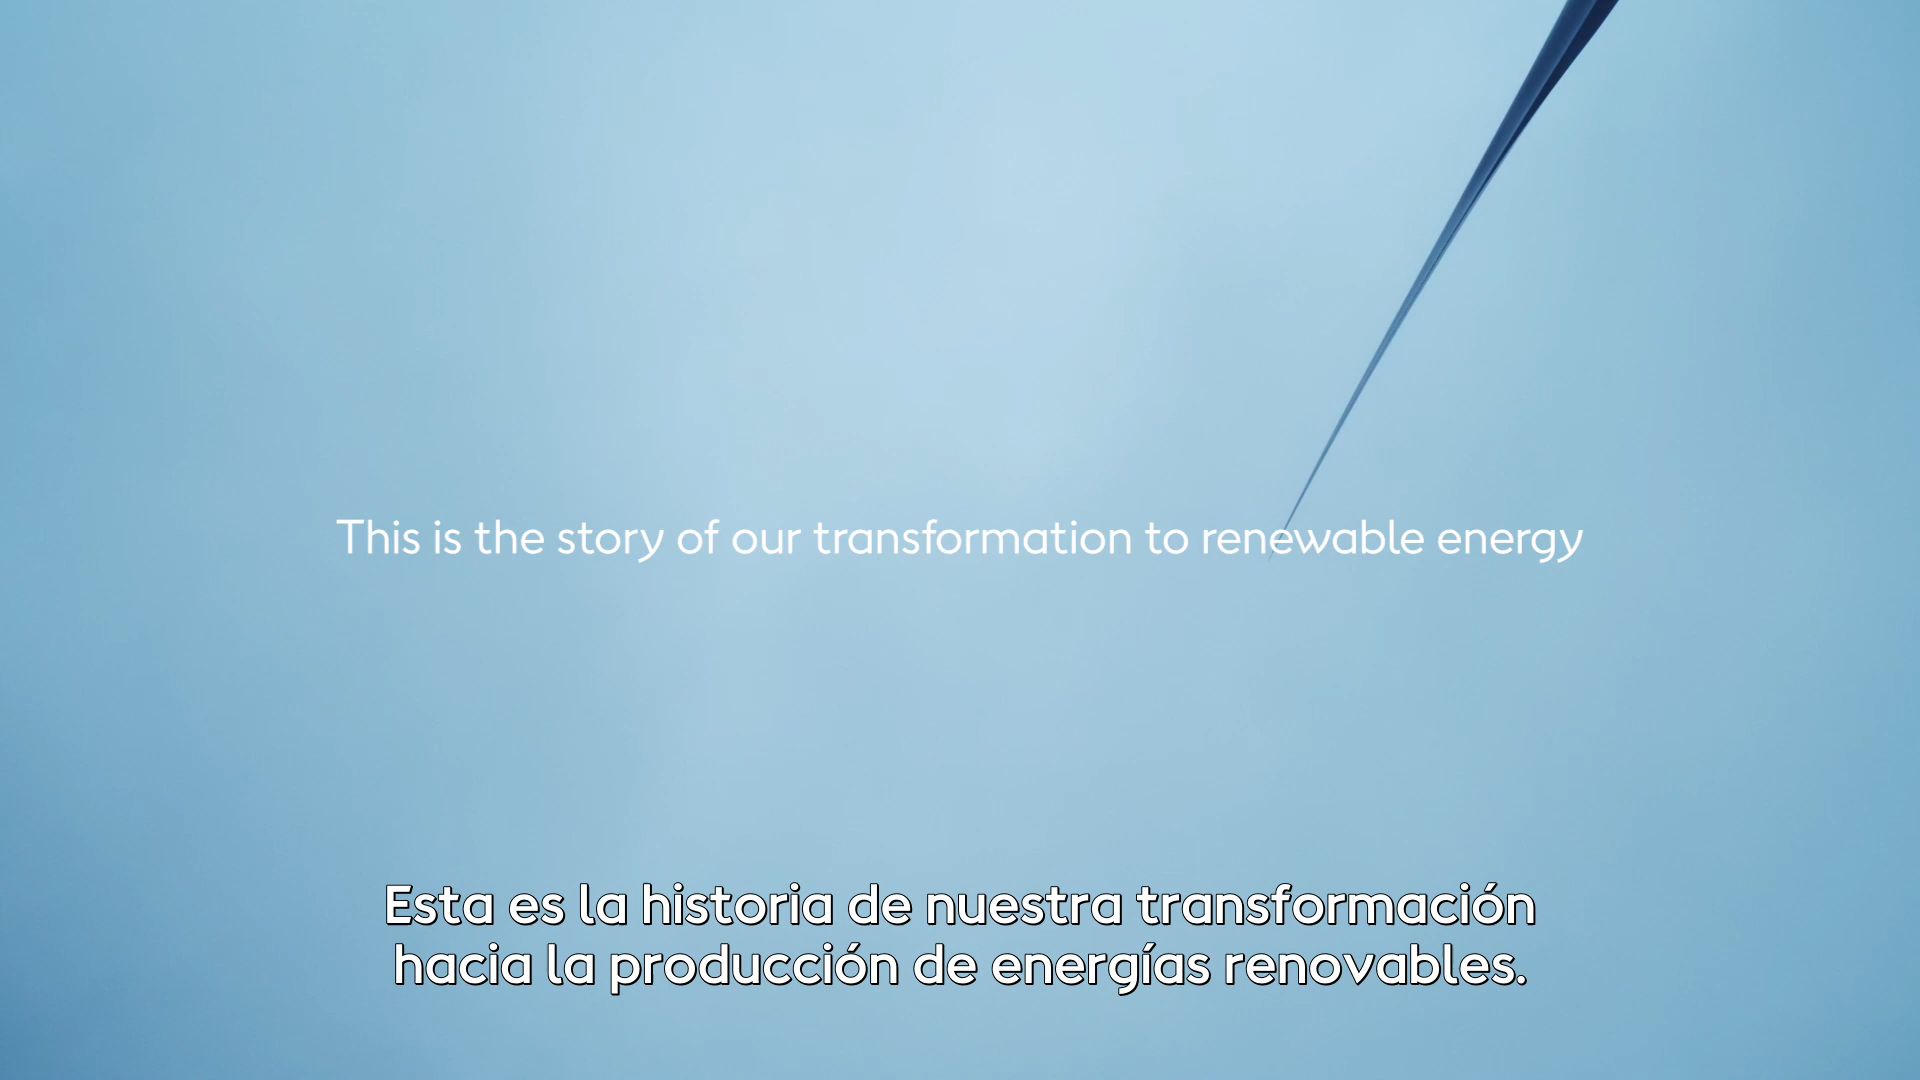 This is the story of our transformation to renewable energy
Esta es la historia de nuestra transformación
hacia la producción de energías renovables.